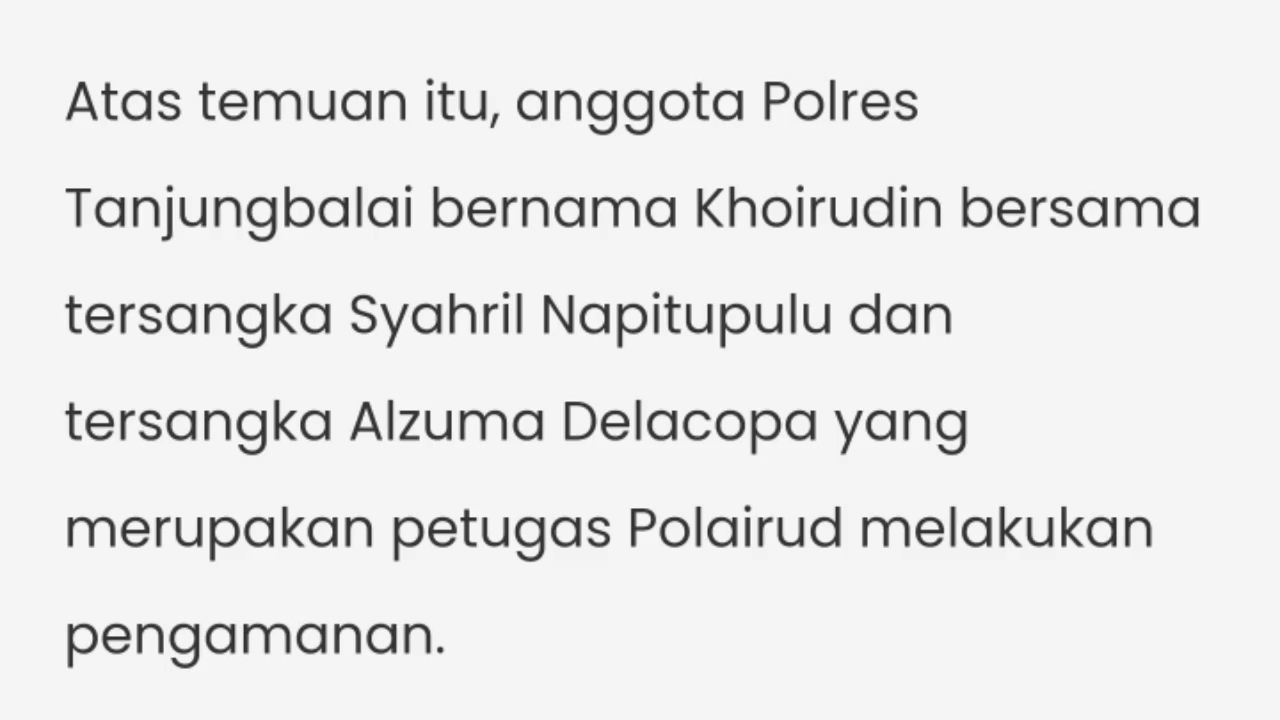 Atas temuan itu, anggota Polres
Tanjungbalai bernama Khoirudin bersama
tersangka Syahril Napitupulu dan
tersangka Alzuma Delacopa yang
merupakan petugas Polairud melakukan
pengamanan.